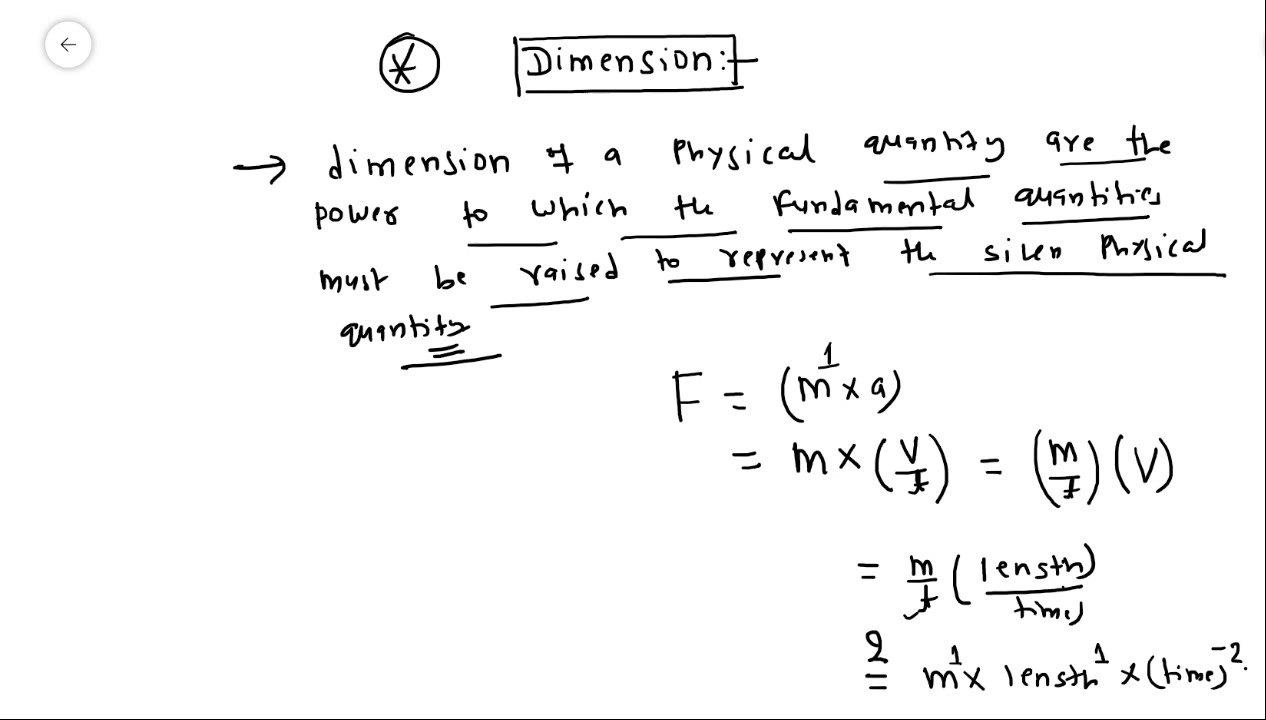 * Dimension :-
→ dimension of a Physical quantity are the
power to which the fundamental quantities
must be raised to represent the given Physical
quantity
F = (m¹ × a)
= m × (V/t) = (m/t) (V)
= m/t (length/time)
= m¹ × length¹ × (time)⁻².